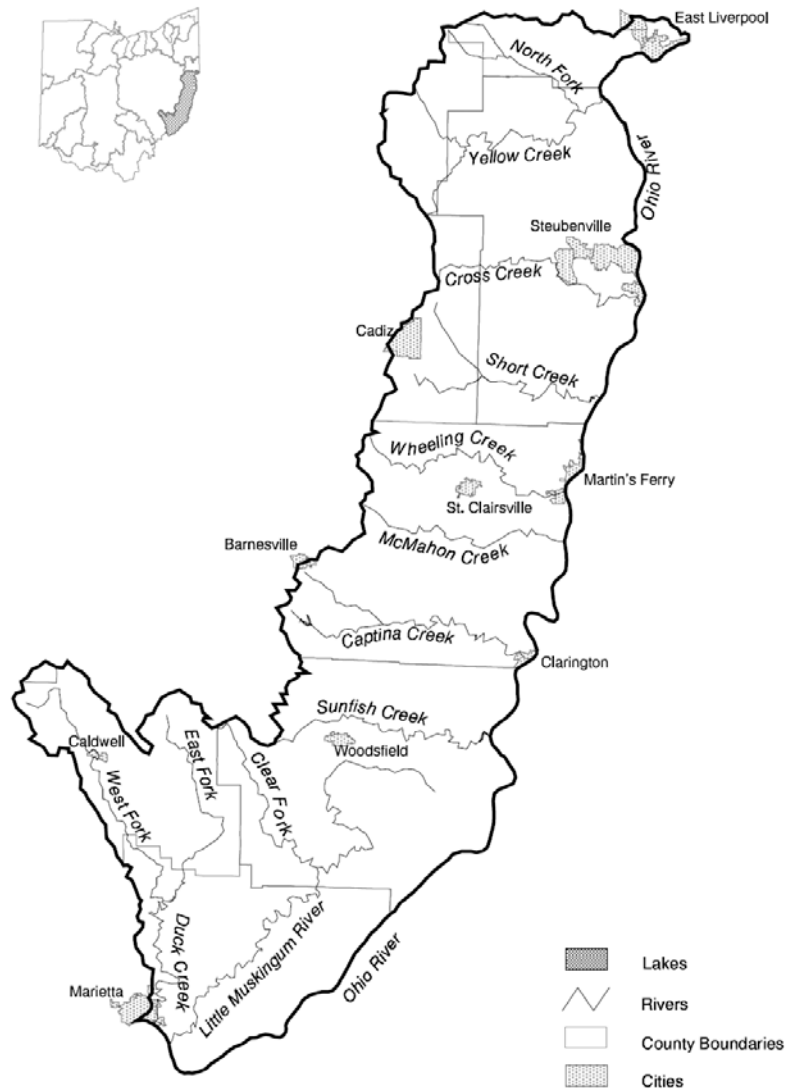 East Liverpool
North Fork
Yellow Creek
Ohio River
Steubenville
Cross Creek
Cadiz
Short Creek
Wheeling Creek
Martin's Ferry
St. Clairsville
Barnesville
McMahon Creek
Captina Creek
Clarington
Sunfish Creek
Woodsfield
Caldwell
East Fork
Clear Fork
West Fork
Duck Creek
Little Muskingum River
Ohio River
Marietta
Lakes
Rivers
County Boundaries
Cities